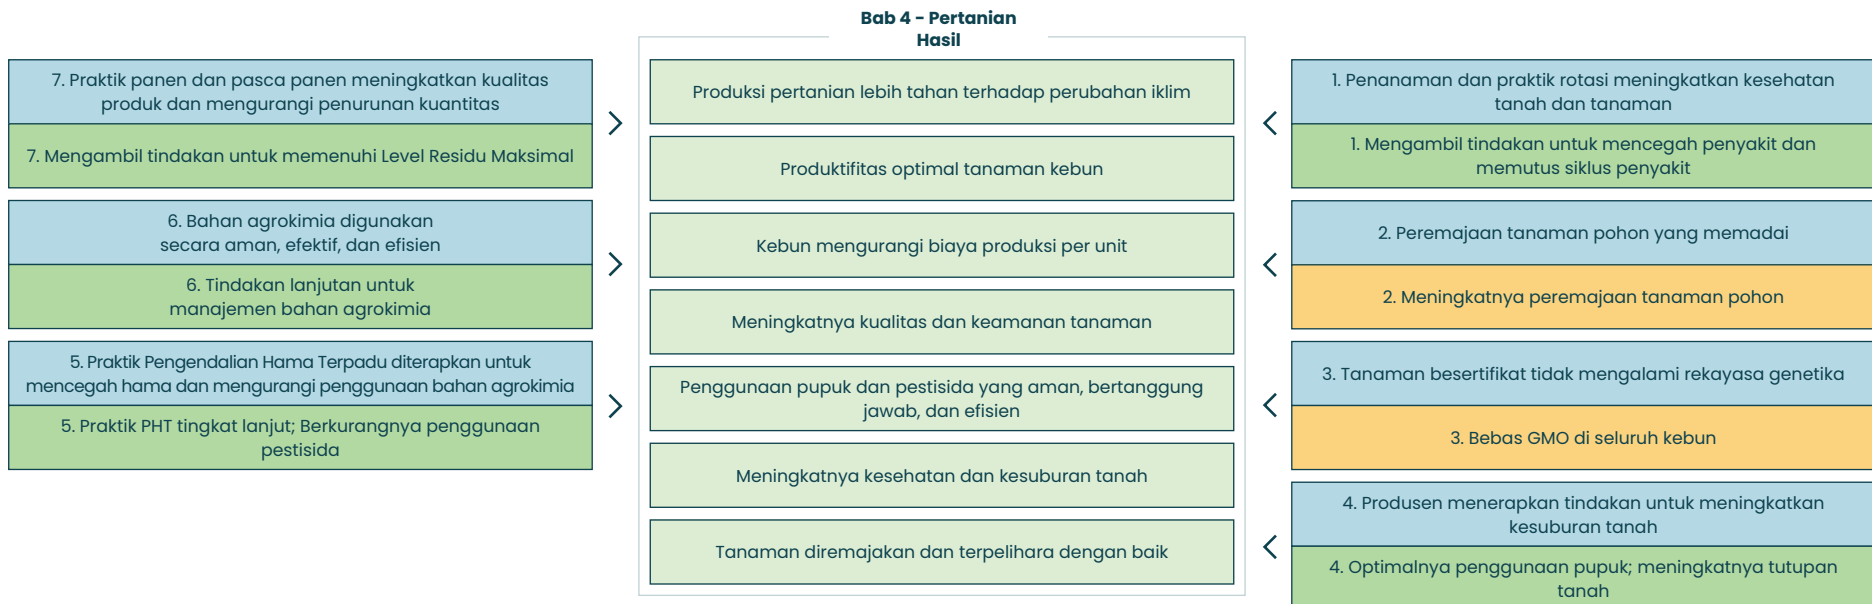 Bab 4 - Pertanian
Hasil
7. Praktik panen dan pasca panen meningkatkan kualitas
produk dan mengurangi penurunan kuantitas
7. Mengambil tindakan untuk memenuhi Level Residu Maksimal
6. Bahan agrokimia digunakan
secara aman, efektif, dan efisien
6. Tindakan lanjutan untuk
manajemen bahan agrokimia
5. Praktik Pengendalian Hama Terpadu diterapkan untuk
mencegah hama dan mengurangi penggunaan bahan agrokimia
5. Praktik PHT tingkat lanjut; Berkurangnya penggunaan
pestisida
Produksi pertanian lebih tahan terhadap perubahan iklim
Produktifitas optimal tanaman kebun
Kebun mengurangi biaya produksi per unit
Meningkatnya kualitas dan keamanan tanaman
Penggunaan pupuk dan pestisida yang aman, bertanggung
jawab, dan efisien
Meningkatnya kesehatan dan kesuburan tanah
Tanaman diremajakan dan terpelihara dengan baik
1. Penanaman dan praktik rotasi meningkatkan kesehatan
tanah dan tanaman
1. Mengambil tindakan untuk mencegah penyakit dan
memutus siklus penyakit
2. Peremajaan tanaman pohon yang memadai
2. Meningkatnya peremajaan tanaman pohon
3. Tanaman besertifikat tidak mengalami rekayasa genetika
3. Bebas GMO di seluruh kebun
4. Produsen menerapkan tindakan untuk meningkatkan
kesuburan tanah
4. Optimalnya penggunaan pupuk; meningkatnya tutupan
tanah